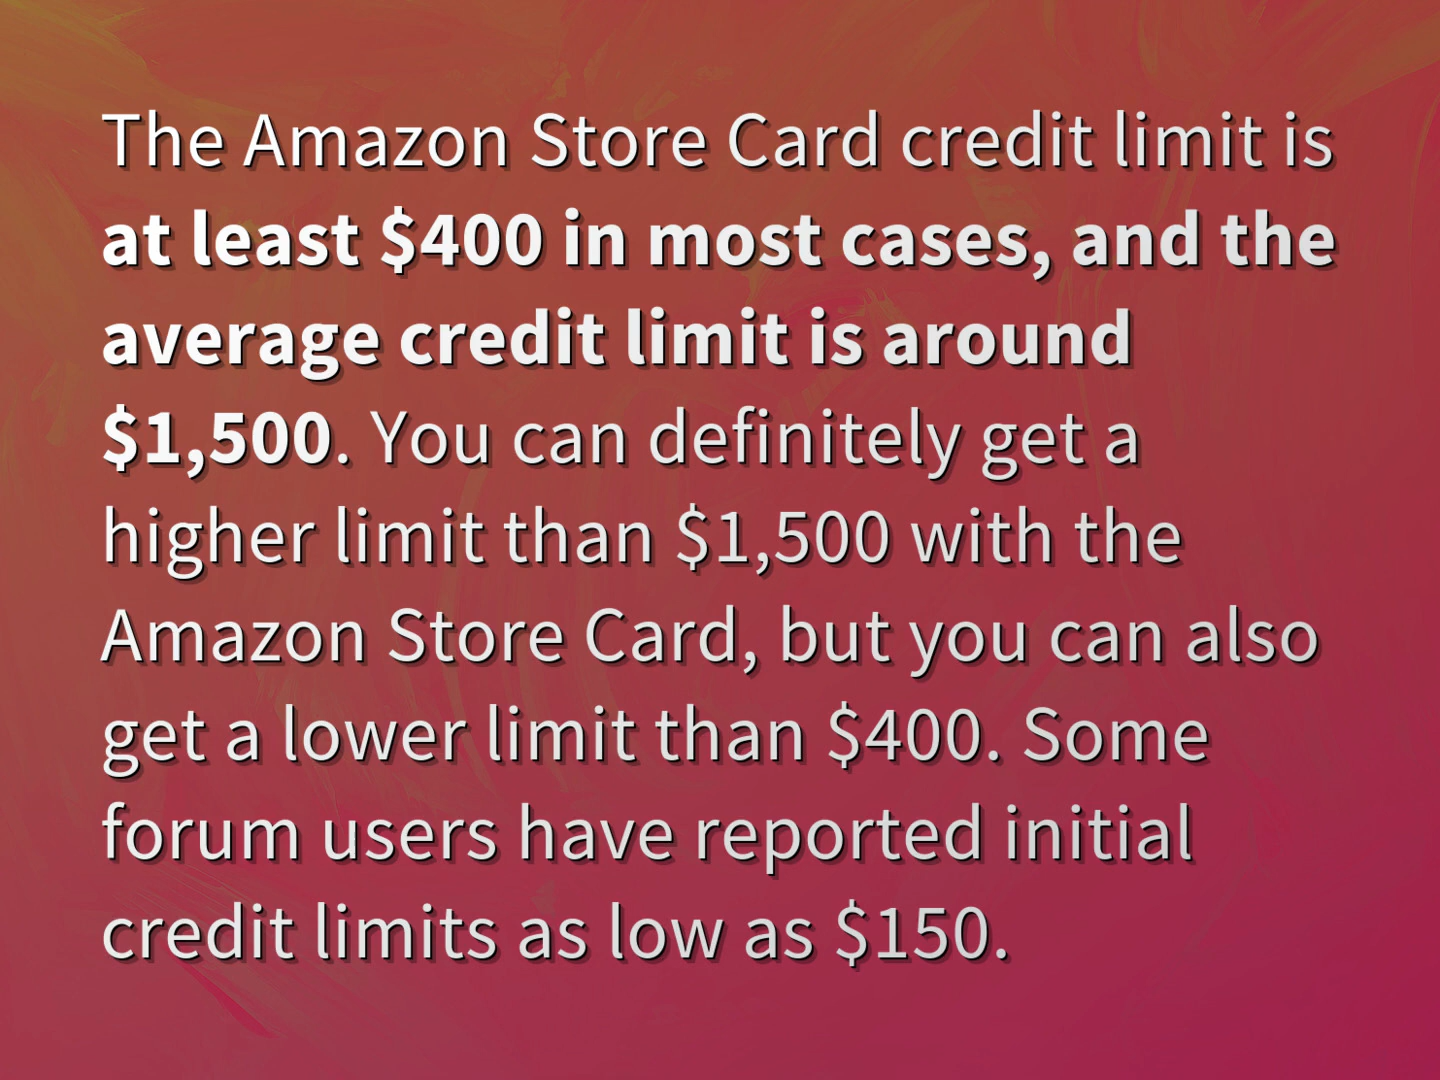 The Amazon Store Card credit limit is
at least $400 in most cases, and the
average credit limit is around
$1,500. You can definitely get a
higher limit than $1,500 with the
Amazon Store Card, but you can also
get a lower limit than $400. Some
forum users have reported initial
credit limits as low as $150.